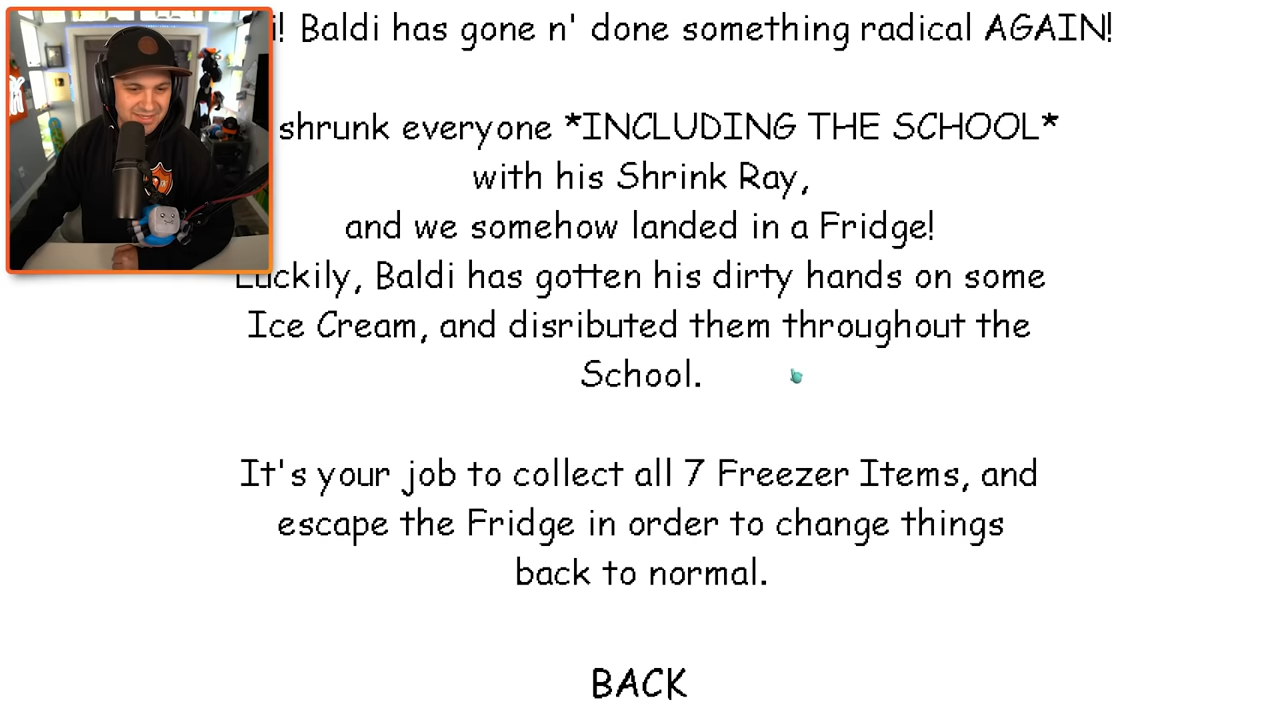 i! Baldi has gone n' done something radical AGAIN!
shrunk everyone *INCLUDING THE SCHOOL*
with his Shrink Ray,
and we somehow landed in a Fridge!
Luckily, Baldi has gotten his dirty hands on some
Ice Cream, and disributed them throughout the
School.
It's your job to collect all 7 Freezer Items, and
escape the Fridge in order to change things
back to normal.
BACK